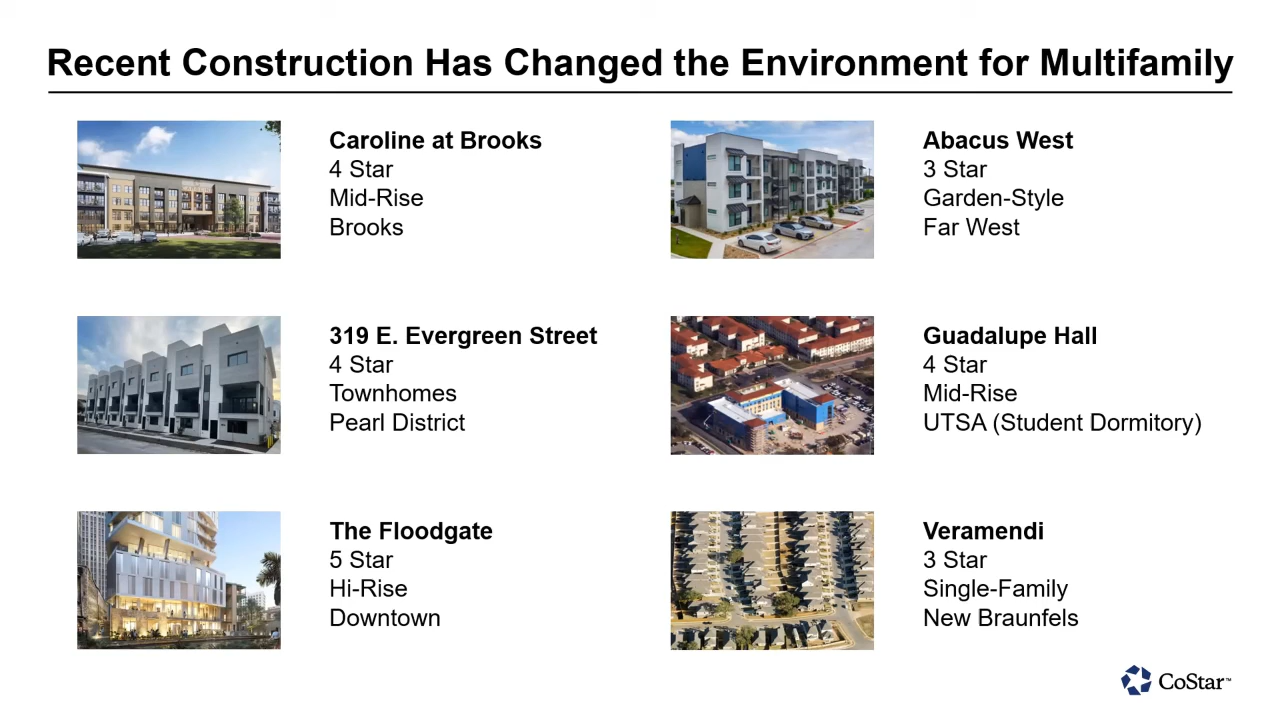 Recent Construction Has Changed the Environment for Multifamily
Caroline at Brooks
4 Star
Mid-Rise
Brooks
Abacus West
3 Star
Garden-Style
Far West
319 E. Evergreen Street
4 Star
Townhomes
Pearl District
Guadalupe Hall
4 Star
Mid-Rise
UTSA (Student Dormitory)
The Floodgate
5 Star
Hi-Rise
Downtown
Veramendi
3 Star
Single-Family
New Braunfels
CoStar™